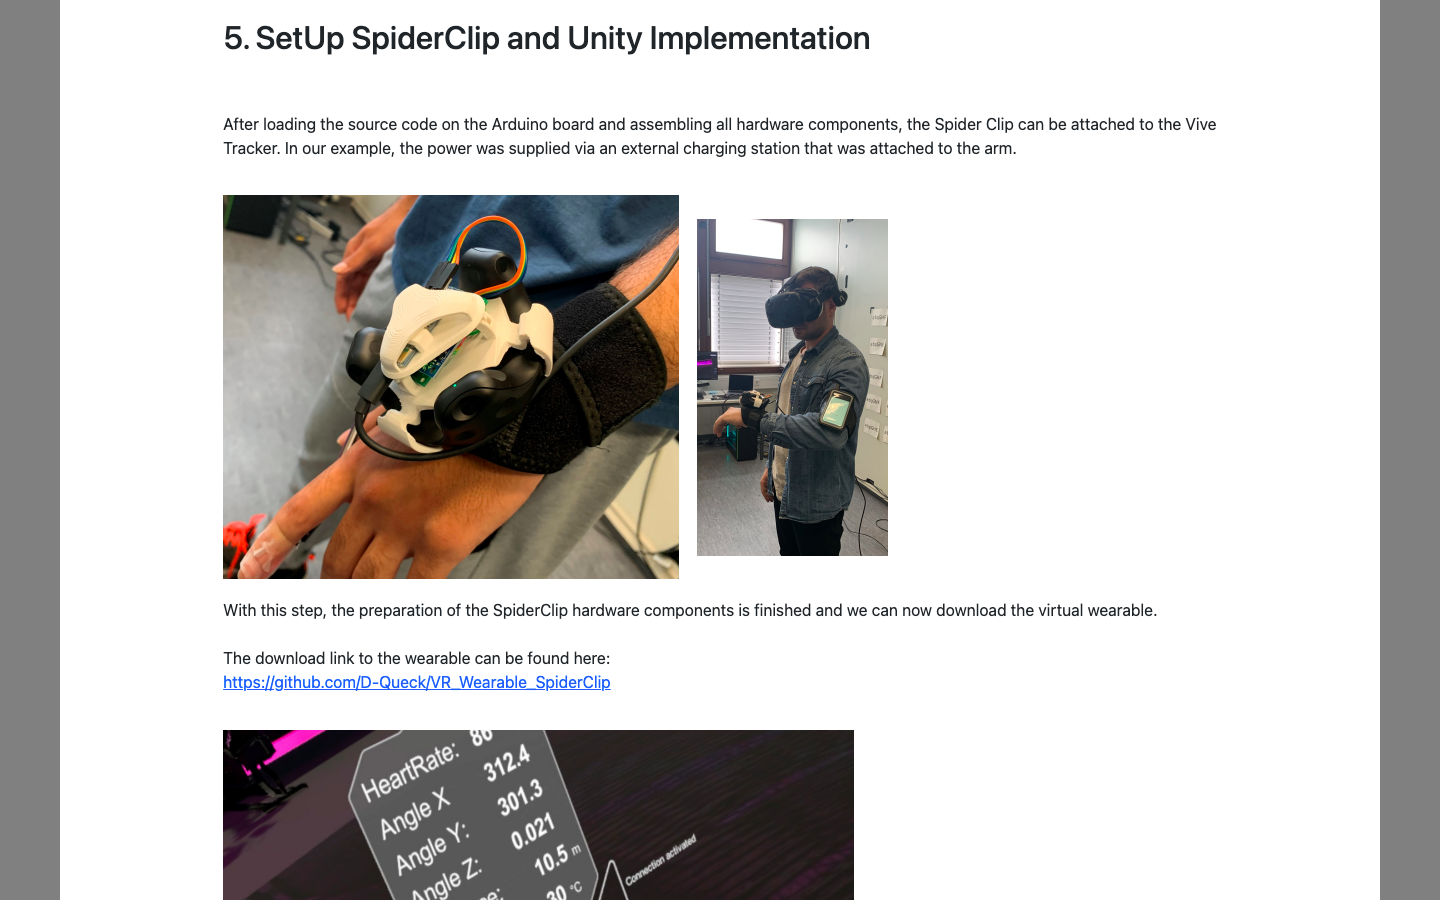 5. SetUp SpiderClip and Unity Implementation
After loading the source code on the Arduino board and assembling all hardware components, the Spider Clip can be attached to the Vive
Tracker. In our example, the power was supplied via an external charging station that was attached to the arm.
With this step, the preparation of the SpiderClip hardware components is finished and we can now download the virtual wearable.
The download link to the wearable can be found here:
https://github.com/D-Queck/VR_Wearable_SpiderClip
HeartRate: 86
Angle X 312.4
Angle Y: 301.3
Angle Z: 0.021
10.5 m
30 °C
Connection activated